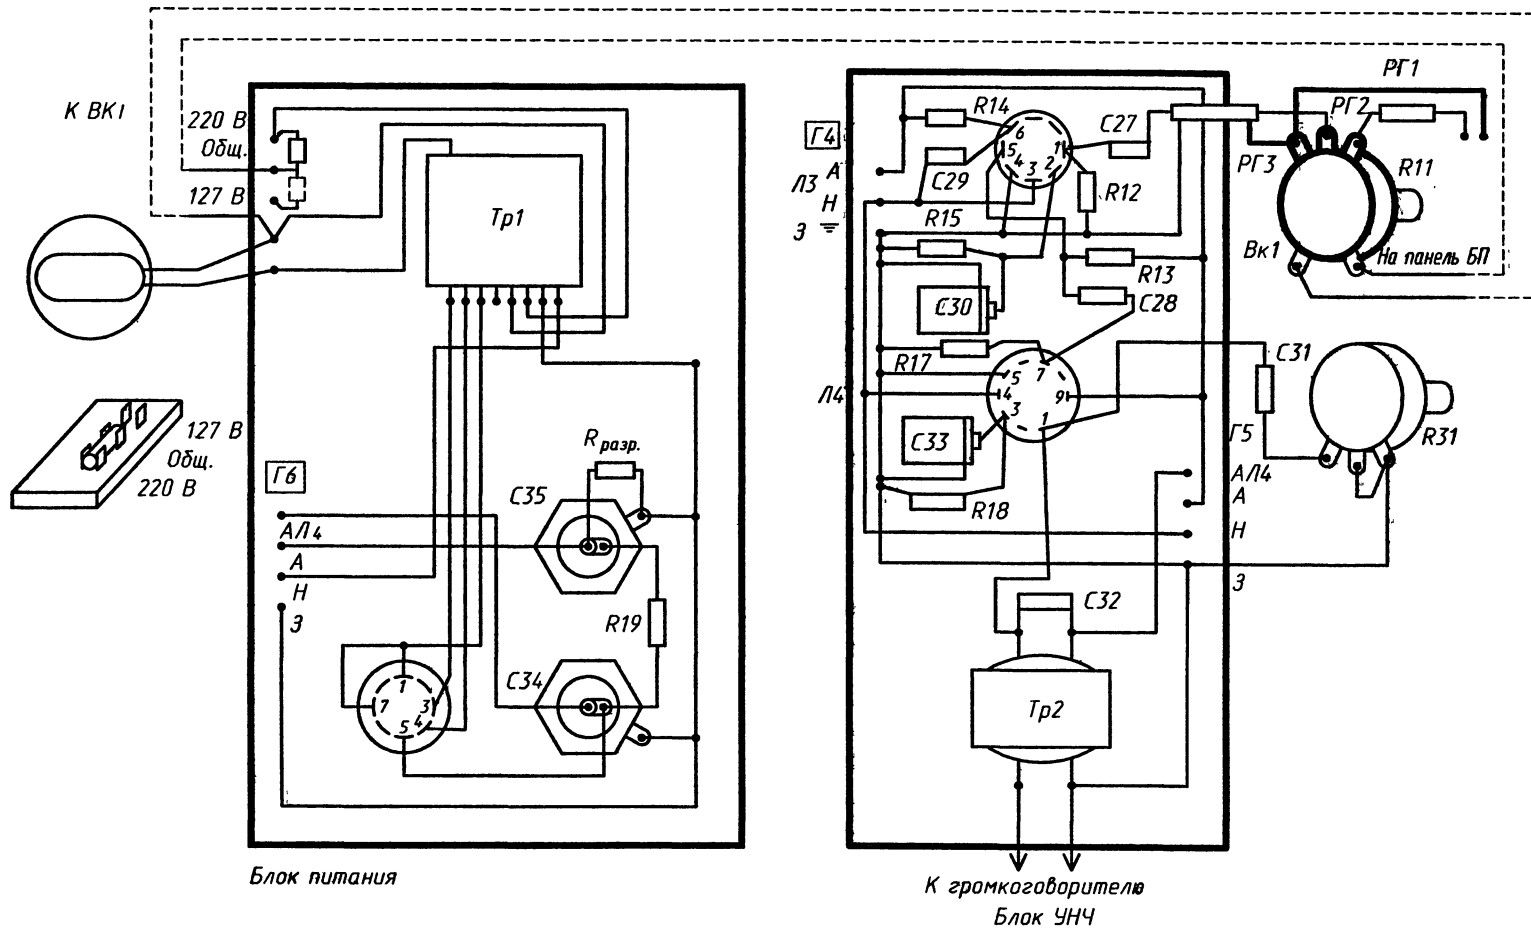 К ВК1
220 В
Общ.
127 В
Тр1
127 В
Общ.
220 В
Г6
АЛ4
А
Н
З
С35
Rразр.
R19
С34
1
7
3
4
5
Блок питания
Г4
Л3
А
Н
З
R14
С27
С29
6
5
4
3
2
1
R12
R15
R13
С30
С28
R17
Л4
5
7
4
9
3
1
С33
R18
С31
Г5
АЛ4
А
Н
З
С32
Тр2
РГ1
РГ2
РГ3
R11
Вк1
На панель БП
R31
К громкоговорителю
Блок УНЧ